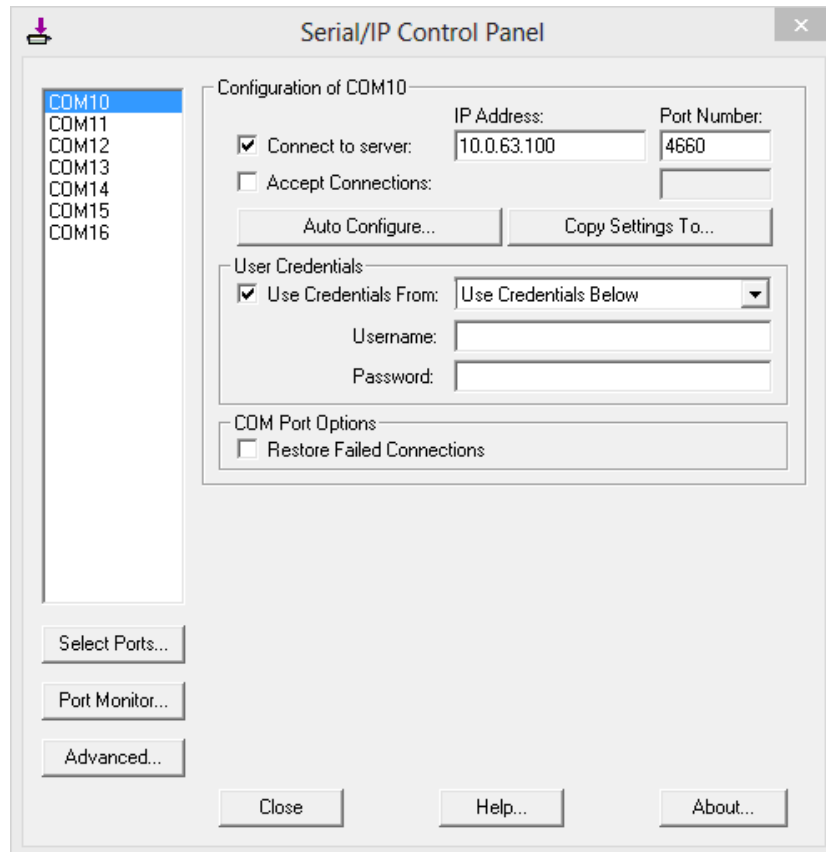 Serial/IP Control Panel
COM10
COM11
COM12
COM13
COM14
COM15
COM16
Configuration of COM10
IP Address: Port Number:
Connect to server: 10.0.63.100 4660
Accept Connections:
Auto Configure... Copy Settings To...
User Credentials
Use Credentials From: Use Credentials Below
Username:
Password:
COM Port Options
Restore Failed Connections
Select Ports...
Port Monitor...
Advanced...
Close Help... About...